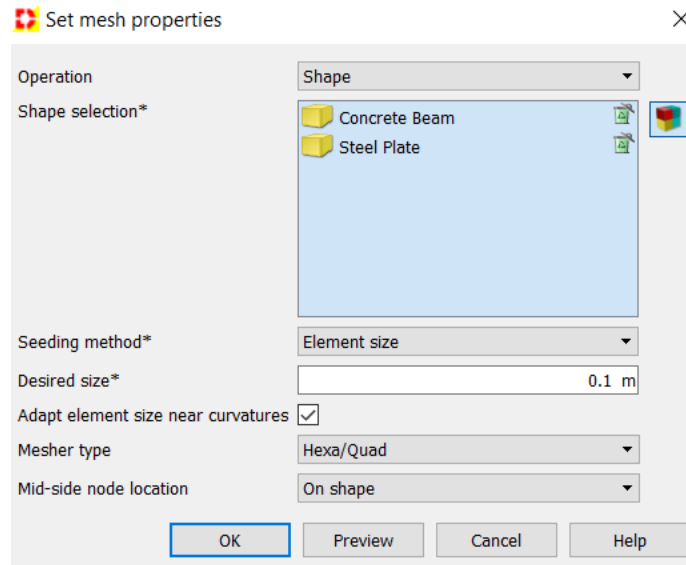 Set mesh properties
Operation Shape
Shape selection* Concrete Beam
Steel Plate
Seeding method* Element size
Desired size* 0.1 m
Adapt element size near curvatures
Mesher type Hexa/Quad
Mid-side node location On shape
OK Preview Cancel Help